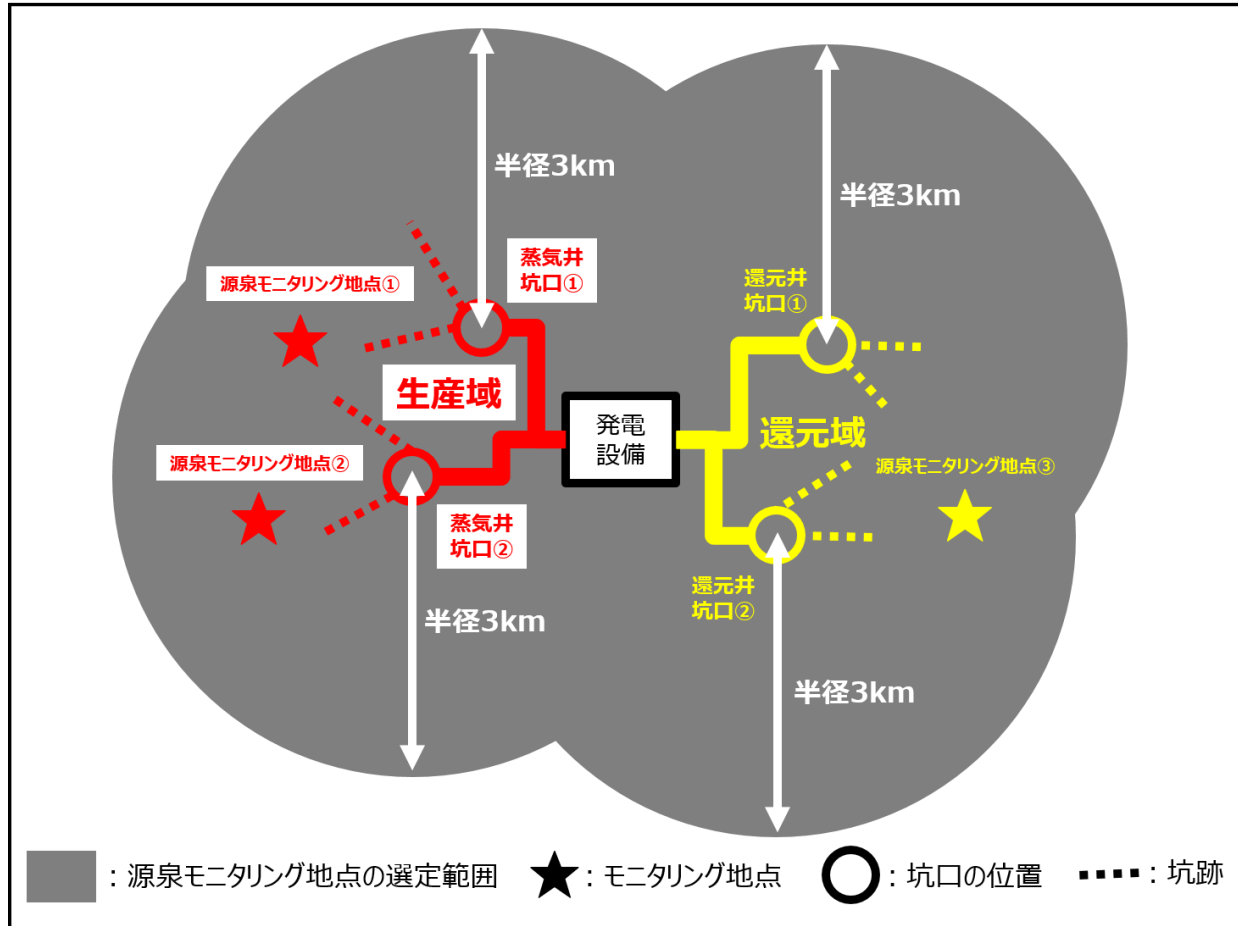 半径3km
半径3km
蒸気井
坑口①
還元井
坑口①
源泉モニタリング地点①
生産域
発電
設備
還元域
源泉モニタリング地点②
源泉モニタリング地点③
蒸気井
坑口②
還元井
坑口②
半径3km
半径3km
：源泉モニタリング地点の選定範囲
：モニタリング地点
：坑口の位置
：坑跡